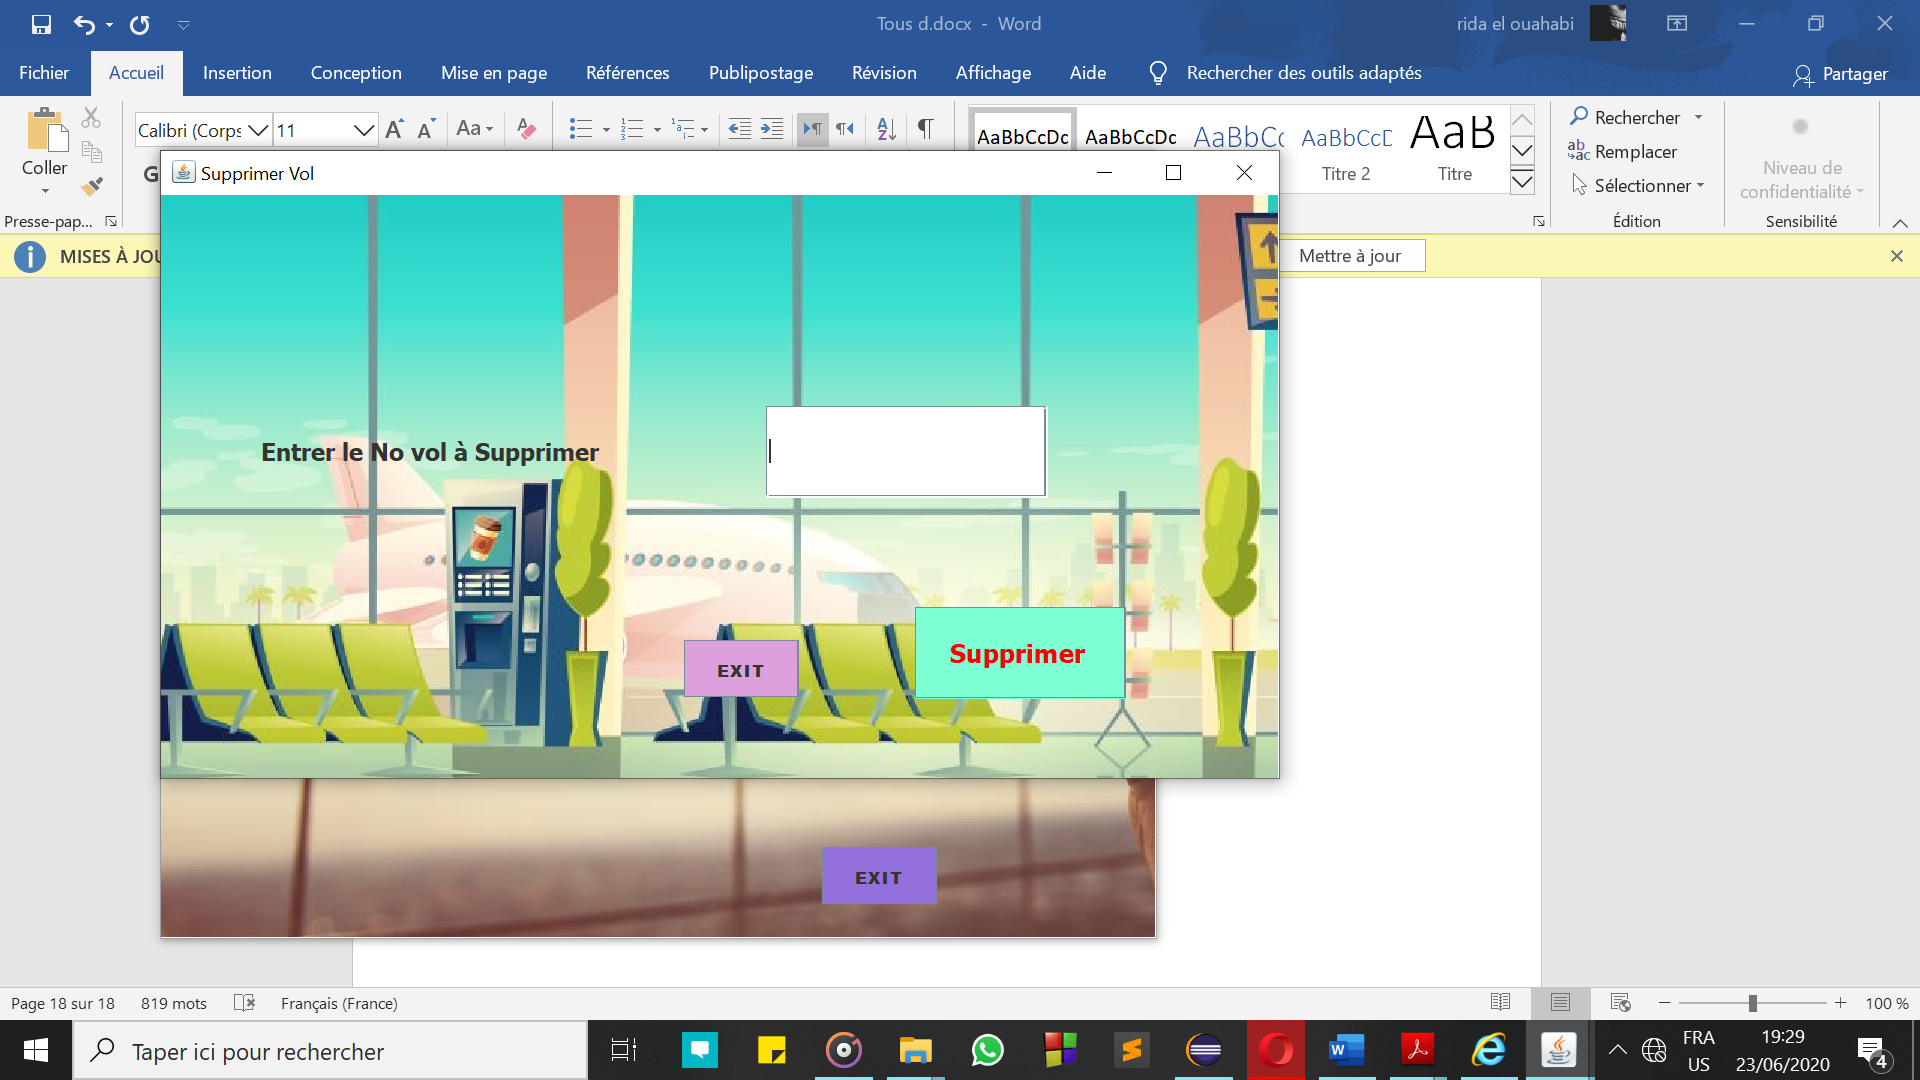 Tous d.docx - Word
rida el ouahabi
Fichier
Accueil
Insertion
Conception
Mise en page
Références
Publipostage
Révision
Affichage
Aide
Rechercher des outils adaptés
Partager
Coller
Calibri (Corps
11
Aa
AaBbCcDc
AaBbCcDc
AaBbCc
AaBbCcD
AaB
Titre 2
Titre
Rechercher
Remplacer
Sélectionner
Niveau de
confidentialité
Presse-pap...
Édition
Sensibilité
MISES À JOU
Mettre à jour
Supprimer Vol
Entrer le No vol à Supprimer
EXIT
Supprimer
EXIT
Page 18 sur 18
819 mots
Français (France)
100 %
Taper ici pour rechercher
FRA
US
19:29
23/06/2020
4